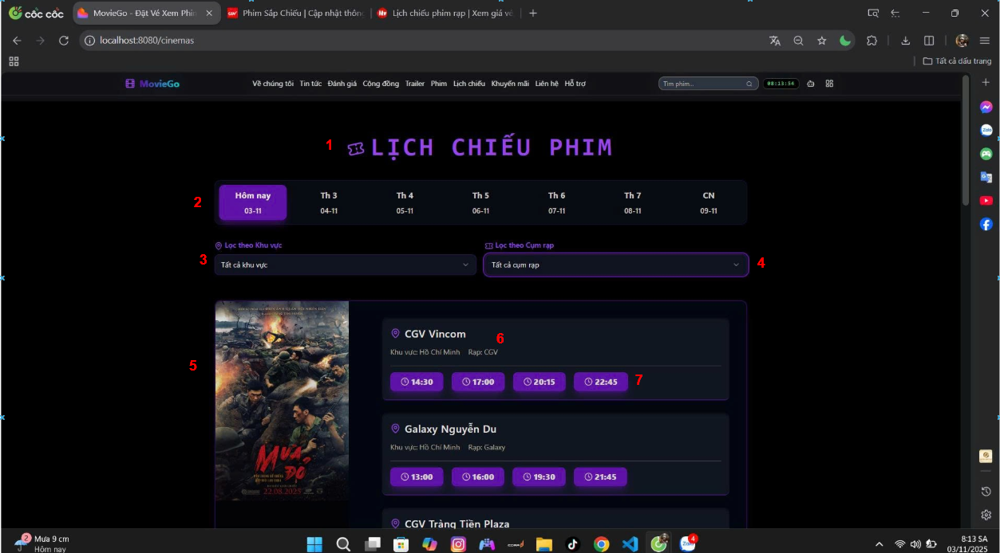 cốc cốc
MovieGo - Đặt Vé Xem Phin
Phim Sắp Chiếu | Cập nhật thôn
Lịch chiếu phim rạp | Xem giá vé
localhost:8080/cinemas
Tất cả dấu trang
MovieGo
Về chúng tôi Tin tức Đánh giá Cộng đồng Trailer Phim Lịch chiếu Khuyến mãi Liên hệ Hỗ trợ
Tìm phim...
08:13:54
1
LỊCH CHIẾU PHIM
2
Hôm nay Th 3 Th 4 Th 5 Th 6 Th 7 CN
03-11 04-11 05-11 06-11 07-11 08-11 09-11
Lọc theo Khu vực
Lọc theo Cụm rạp
3
Tất cả khu vực
Tất cả cụm rạp
4
5
MƯA ĐỎ
22.08.2025
CGV Vincom
6
Khu vực: Hồ Chí Minh Rạp: CGV
14:30 17:00 20:15 22:45
7
Galaxy Nguyễn Du
Khu vực: Hồ Chí Minh Rạp: Galaxy
13:00 16:00 19:30 21:45
CGV Tràng Tiền Plaza
2
Mưa 9 cm
Hôm nay
Zalo
4
8:13 SA
03/11/2025